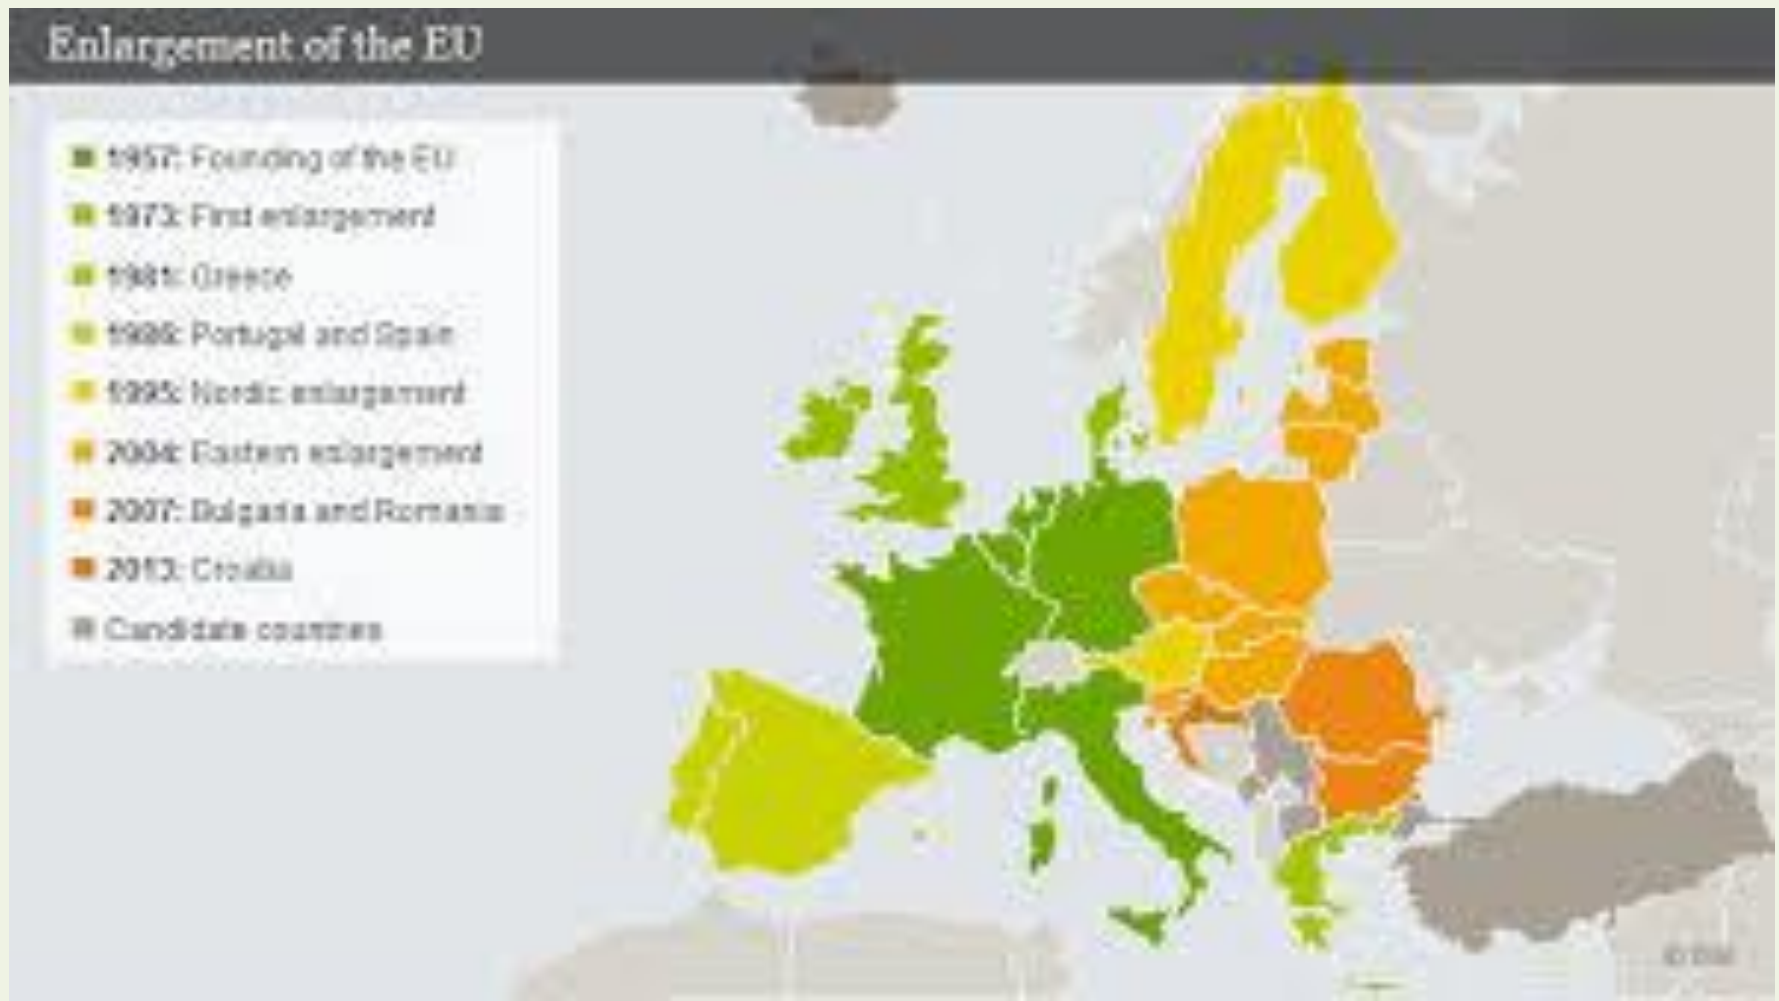 Enlargement of the EU
1957: Founding of the EU
1973: First enlargement
1981: Greece
1986: Portugal and Spain
1995: Nordic enlargement
2004: Eastern enlargement
2007: Bulgaria and Romania
2013: Croatia
Candidate countries